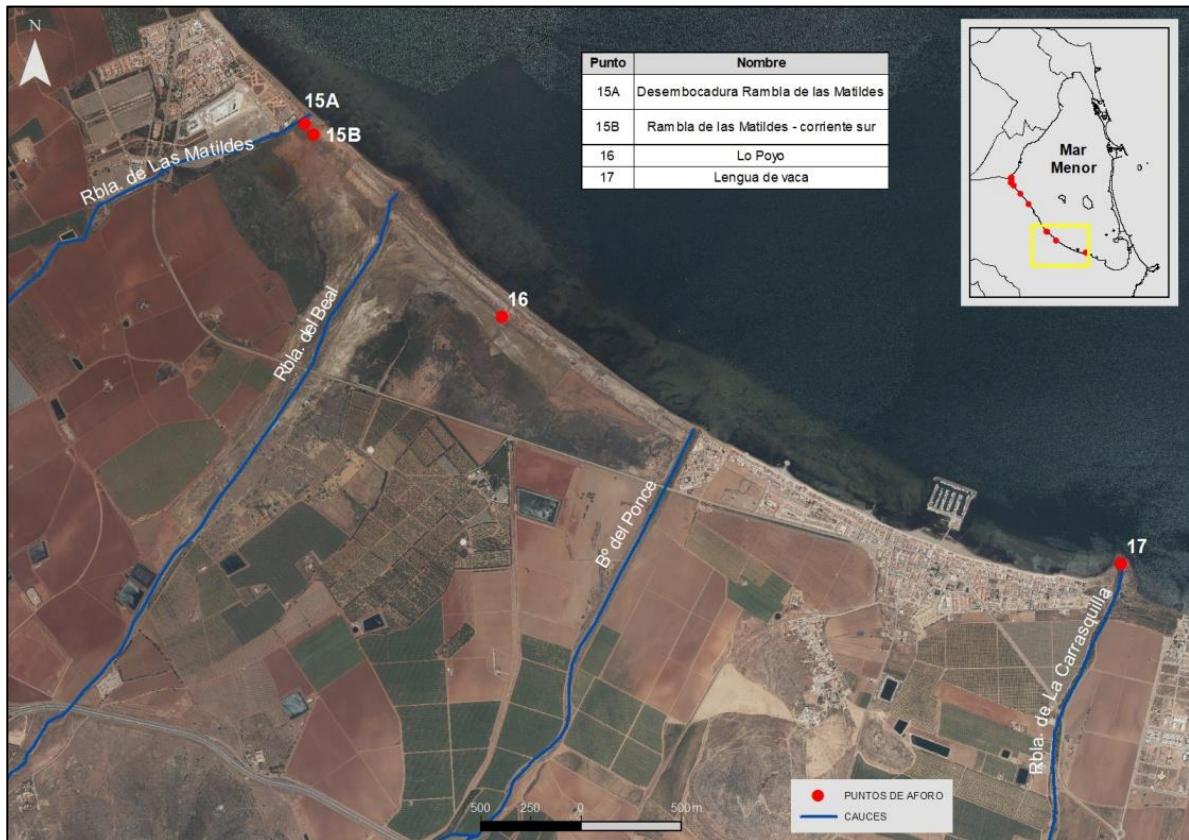 N
Punto Nombre
15A Desembocadura Rambla de las Matildes
15B Rambla de las Matildes - corriente sur
16 Lo Poyo
17 Lengua de vaca
Mar
Menor
15A
15B
Rbla. de Las Matildes
Rbla. del Beal
16
Bº del Ponce
17
Rbla. de La Carrasquilla
PUNTOS DE AFORO
CAUCES
500 250 0 500 m.